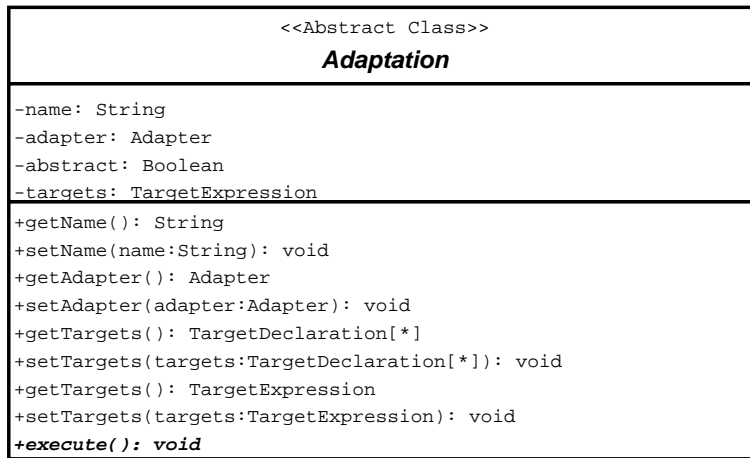 <<Abstract Class>>
Adaptation
-name: String
-adapter: Adapter
-abstract: Boolean
-targets: TargetExpression
+getName(): String
+setName(name:String): void
+getAdapter(): Adapter
+setAdapter(adapter:Adapter): void
+getTargets(): TargetDeclaration[*]
+setTargets(targets:TargetDeclaration[*]): void
+getTargets(): TargetExpression
+setTargets(targets:TargetExpression): void
+execute(): void